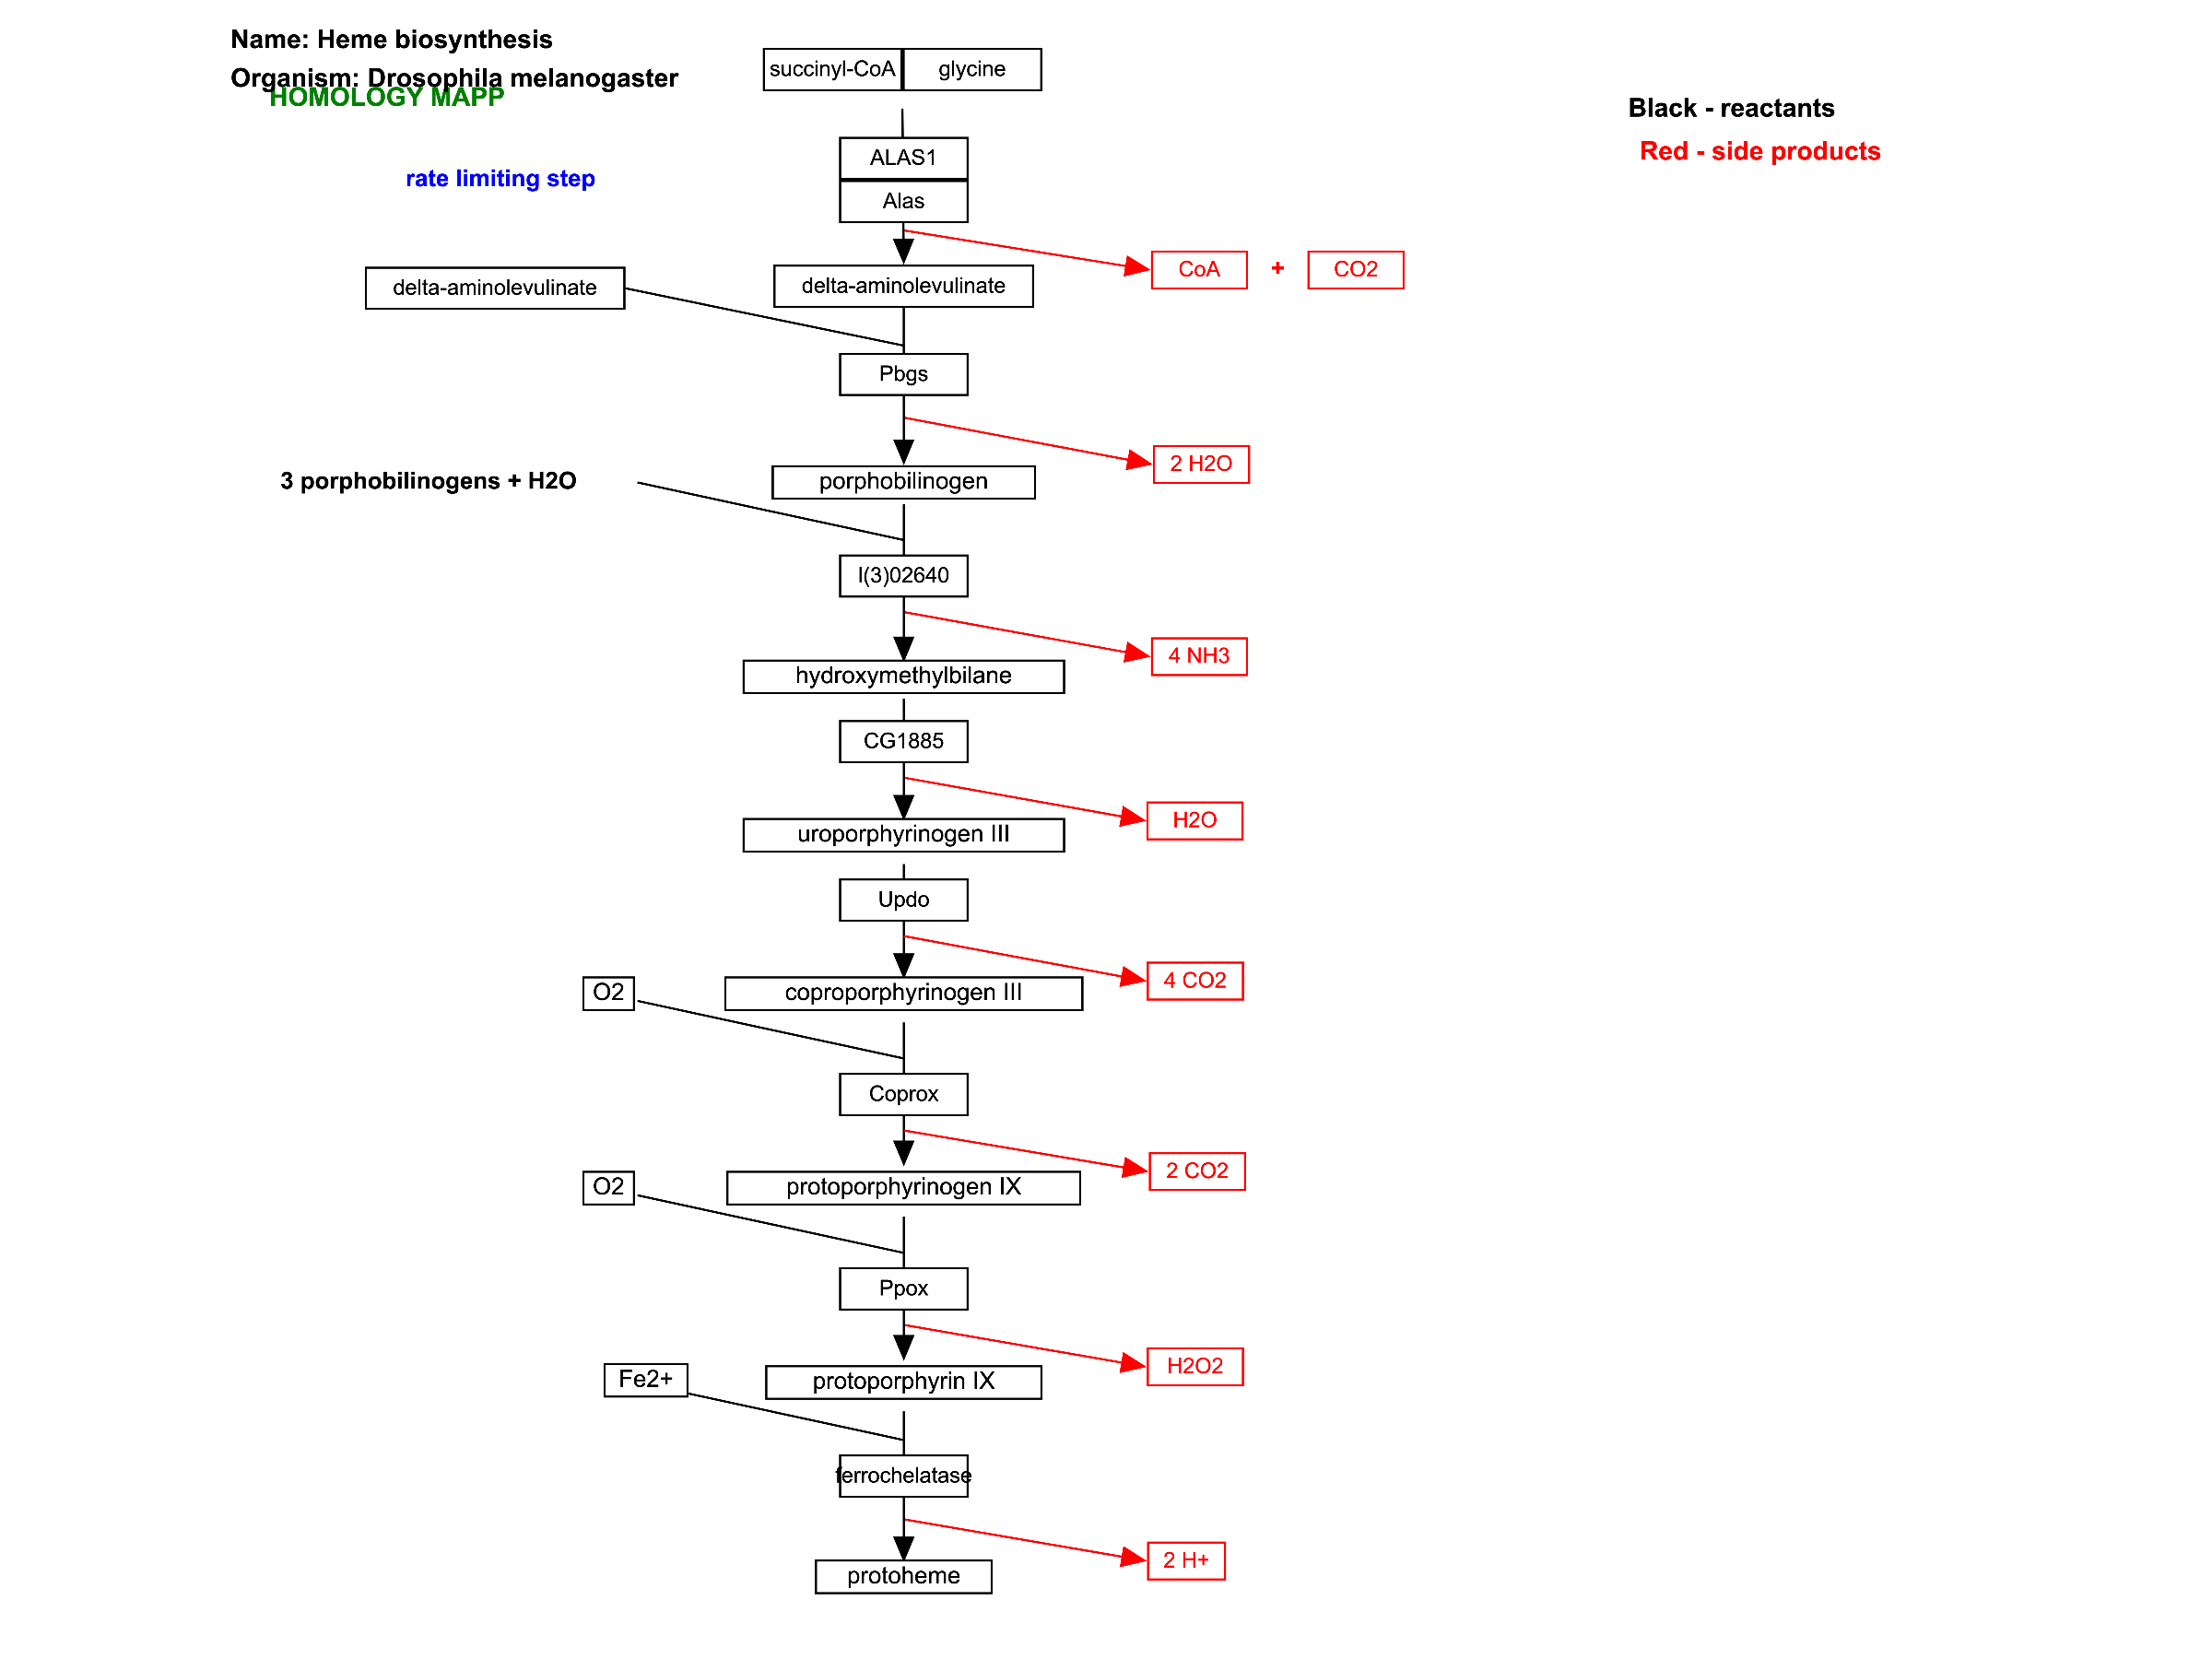 Name: Heme biosynthesis
Organism: Drosophila melanogaster
HOMOLOGY MAPP
Black - reactants
Red - side products
succinyl-CoA
glycine
rate limiting step
ALAS1
Alas
CoA
+
CO2
delta-aminolevulinate
delta-aminolevulinate
Pbgs
2 H2O
3 porphobilinogens + H2O
porphobilinogen
l(3)02640
4 NH3
hydroxymethylbilane
CG1885
H2O
uroporphyrinogen III
Updo
4 CO2
O2
coproporphyrinogen III
Coprox
2 CO2
O2
protoporphyrinogen IX
Ppox
H2O2
Fe2+
protoporphyrin IX
ferrochelatase
2 H+
protoheme